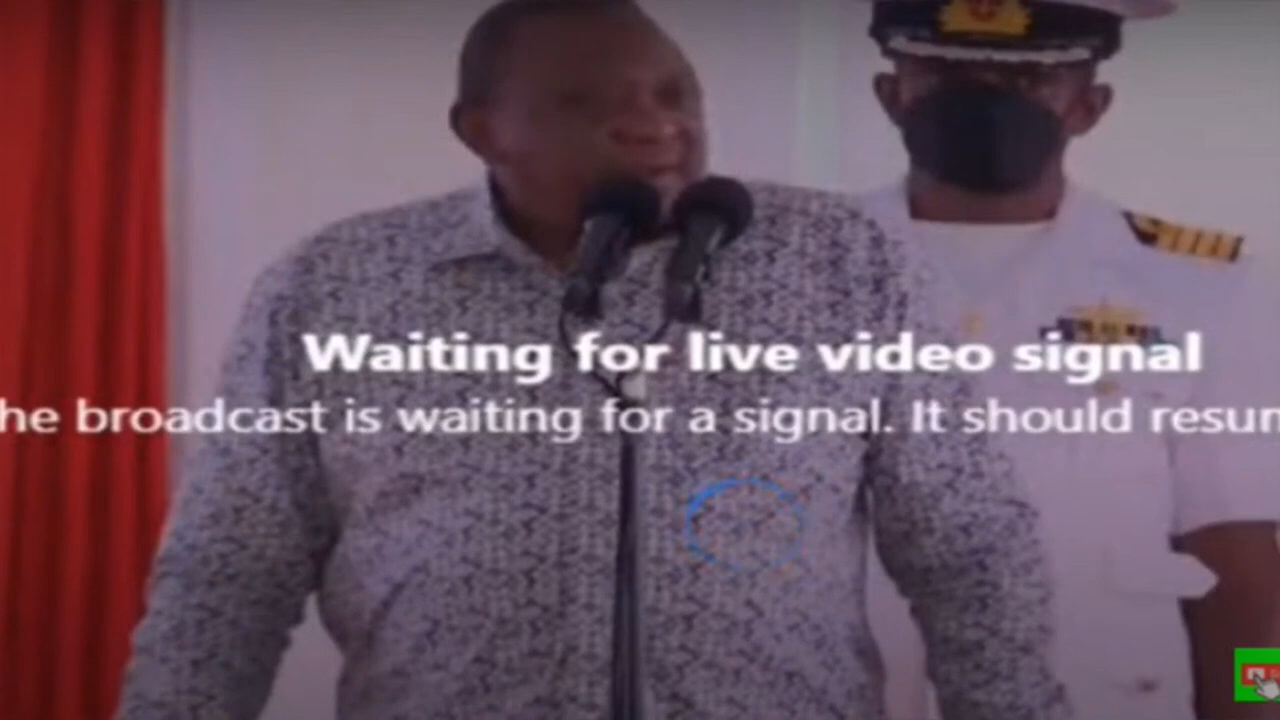 Waiting for live video signal
he broadcast is waiting for a signal. It should resum